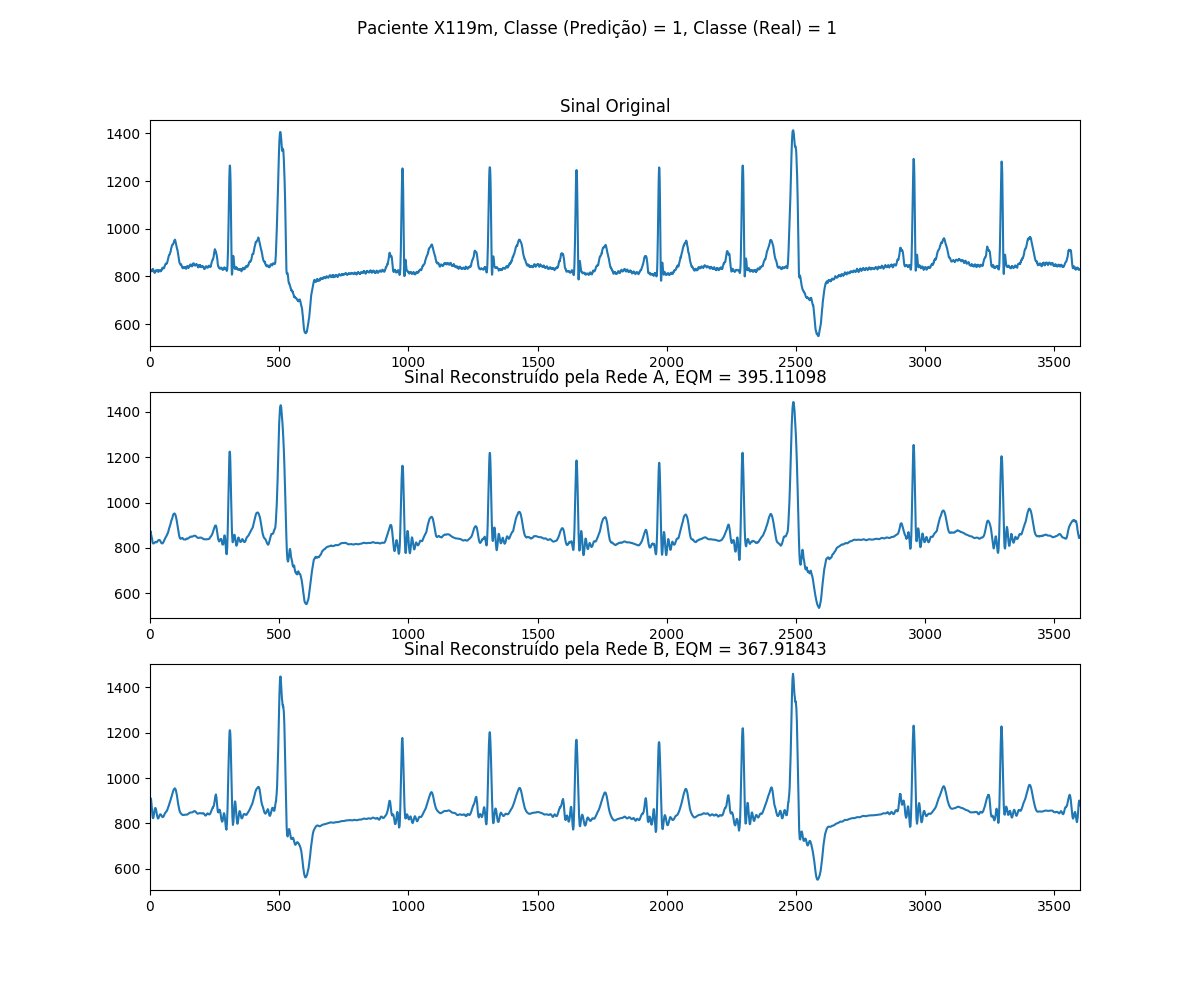 Paciente X119m, Classe (Predição) = 1, Classe (Real) = 1
Sinal Original
1400
1200
1000
800
600
0 500 1000 1500 2000 2500 3000 3500
Sinal Reconstruído pela Rede A, EQM = 395.11098
1400
1200
1000
800
600
0 500 1000 1500 2000 2500 3000 3500
Sinal Reconstruído pela Rede B, EQM = 367.91843
1400
1200
1000
800
600
0 500 1000 1500 2000 2500 3000 3500